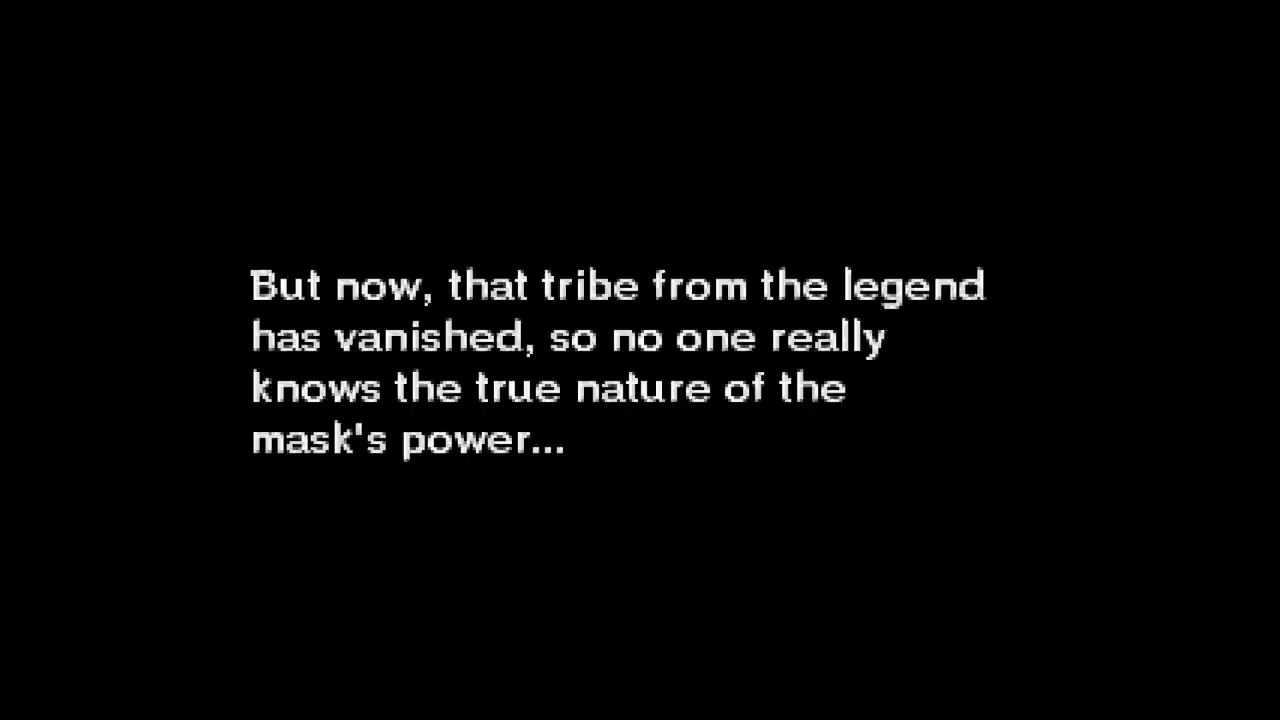 But now, that tribe from the legend
has vanished, so no one really
knows the true nature of the
mask's power...